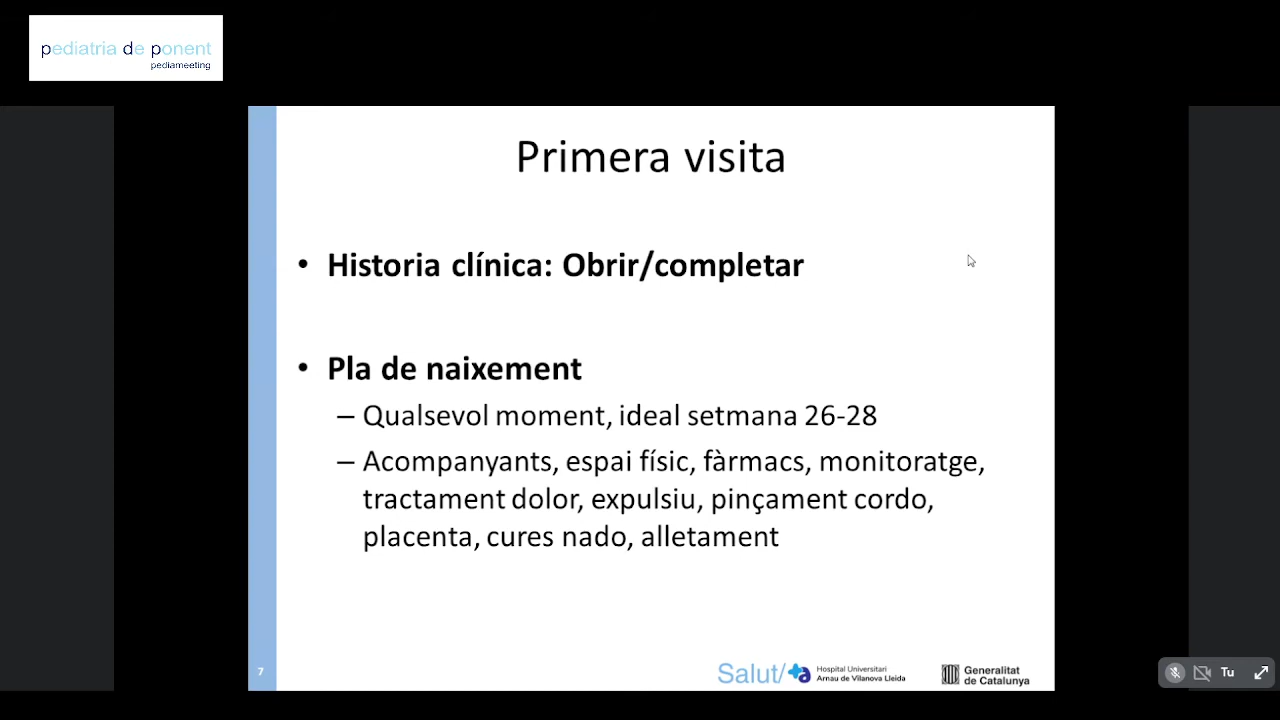 pediatria de ponent
pediameeting
Primera visita
• Historia clínica: Obrir/completar
• Pla de naixement
– Qualsevol moment, ideal setmana 26-28
– Acompanyants, espai físic, fàrmacs, monitoratge,
tractament dolor, expulsiu, pinçament cordo,
placenta, cures nado, alletament
7
Salut/
Hospital Universitari
Arnau de Vilanova Lleida
Generalitat
de Catalunya
Tu